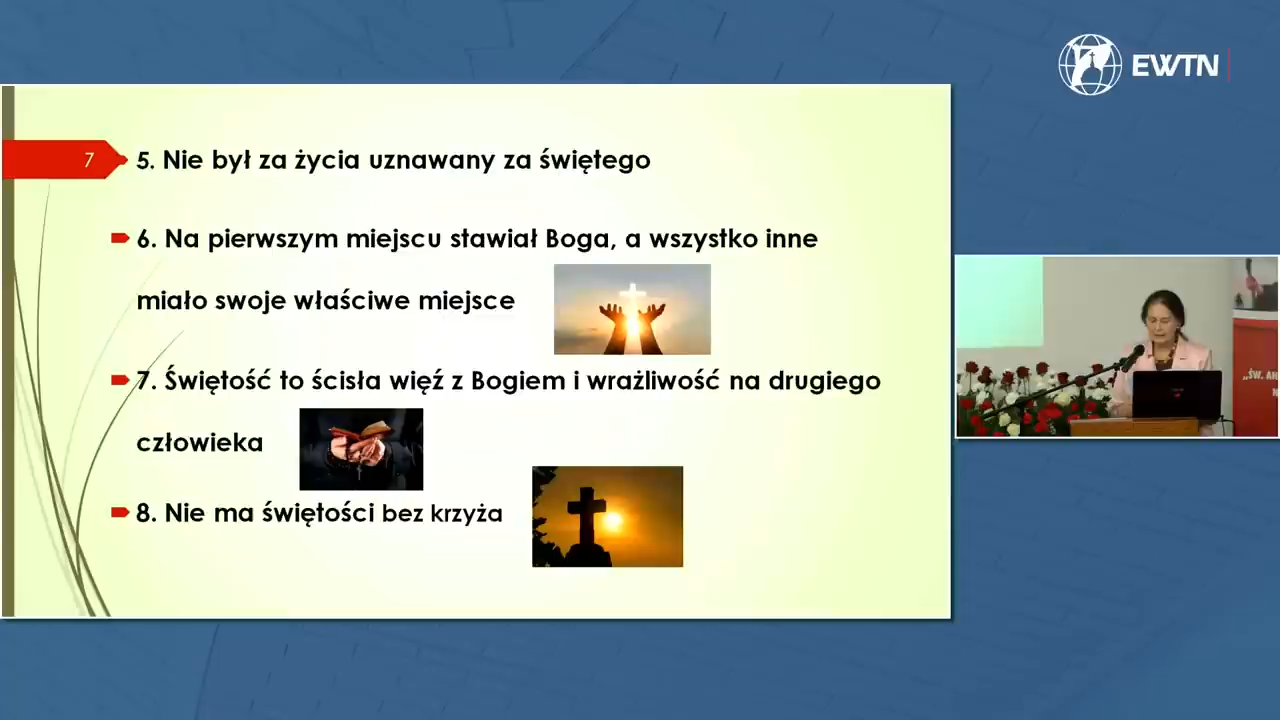 EWTN
7
5. Nie był za życia uznawany za świętego
6. Na pierwszym miejscu stawiał Boga, a wszystko inne
miało swoje właściwe miejsce
7. Świętość to ścisła więź z Bogiem i wrażliwość na drugiego
człowieka
8. Nie ma świętości bez krzyża
„ŚW.